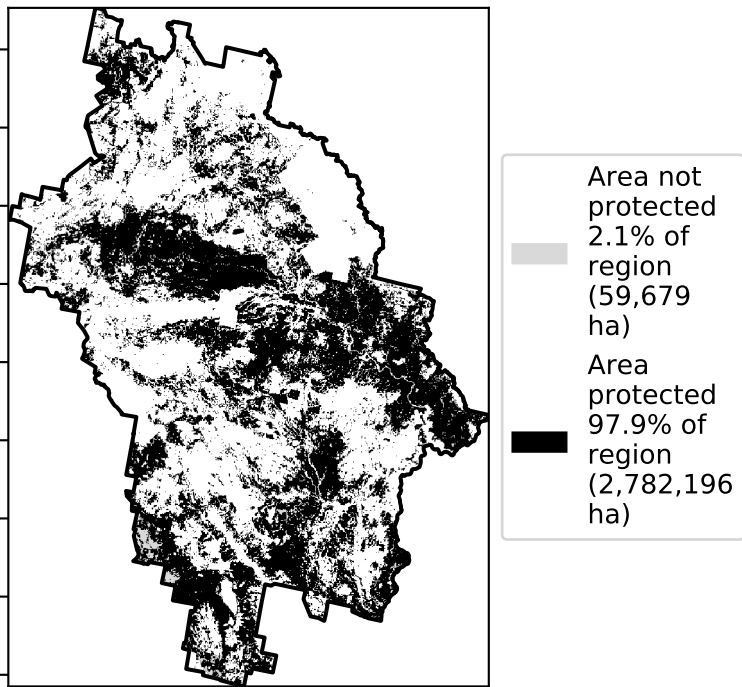 Area not
protected
2.1% of
region
(59,679
ha)
Area
protected
97.9% of
region
(2,782,196
ha)